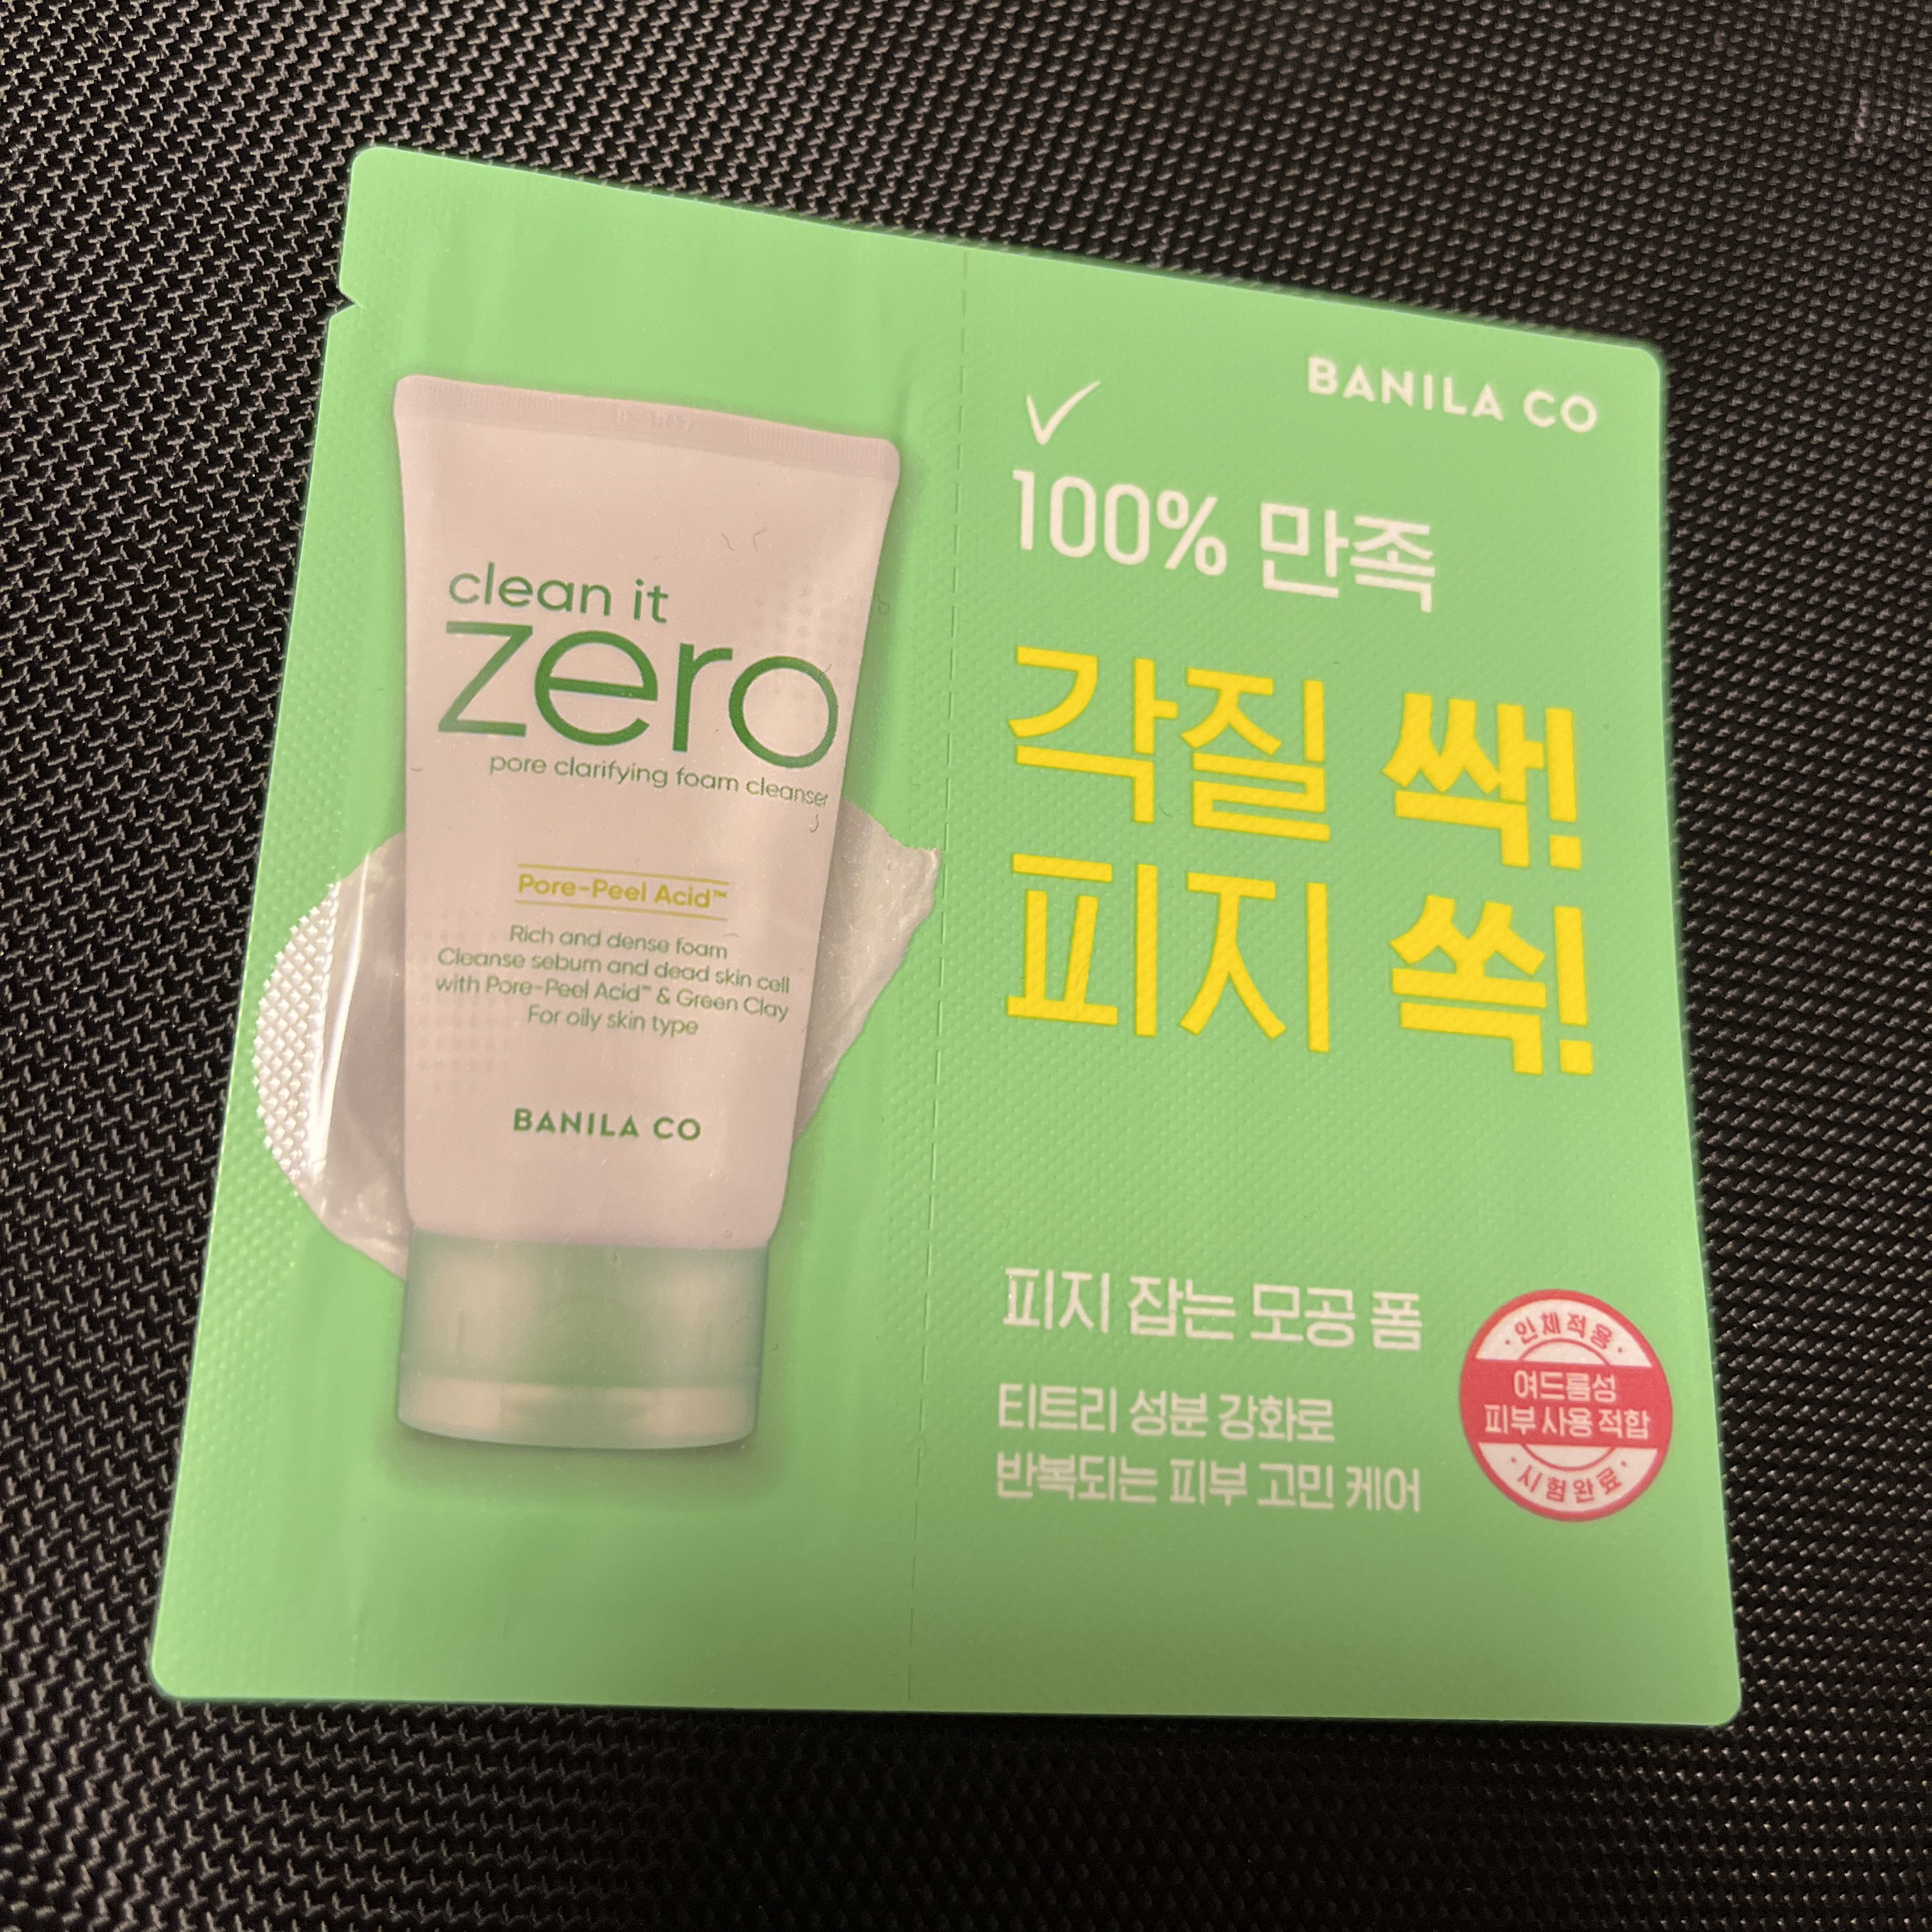 clean it
zero
pore clarifying foam cleanser
Pore-Peel Acid™
Rich and dense foam
Cleanse sebum and dead skin cell
with Pore-Peel Acid™ & Green Clay
For oily skin type
BANILA CO
BANILA CO
100% 만족
각질 싹!
피지 쏙!
피지 잡는 모공 폼
티트리 성분 강화로
반복되는 피부 고민 케어
· 인체적용 ·
여드름성
피부 사용 적합
· 시험완료 ·